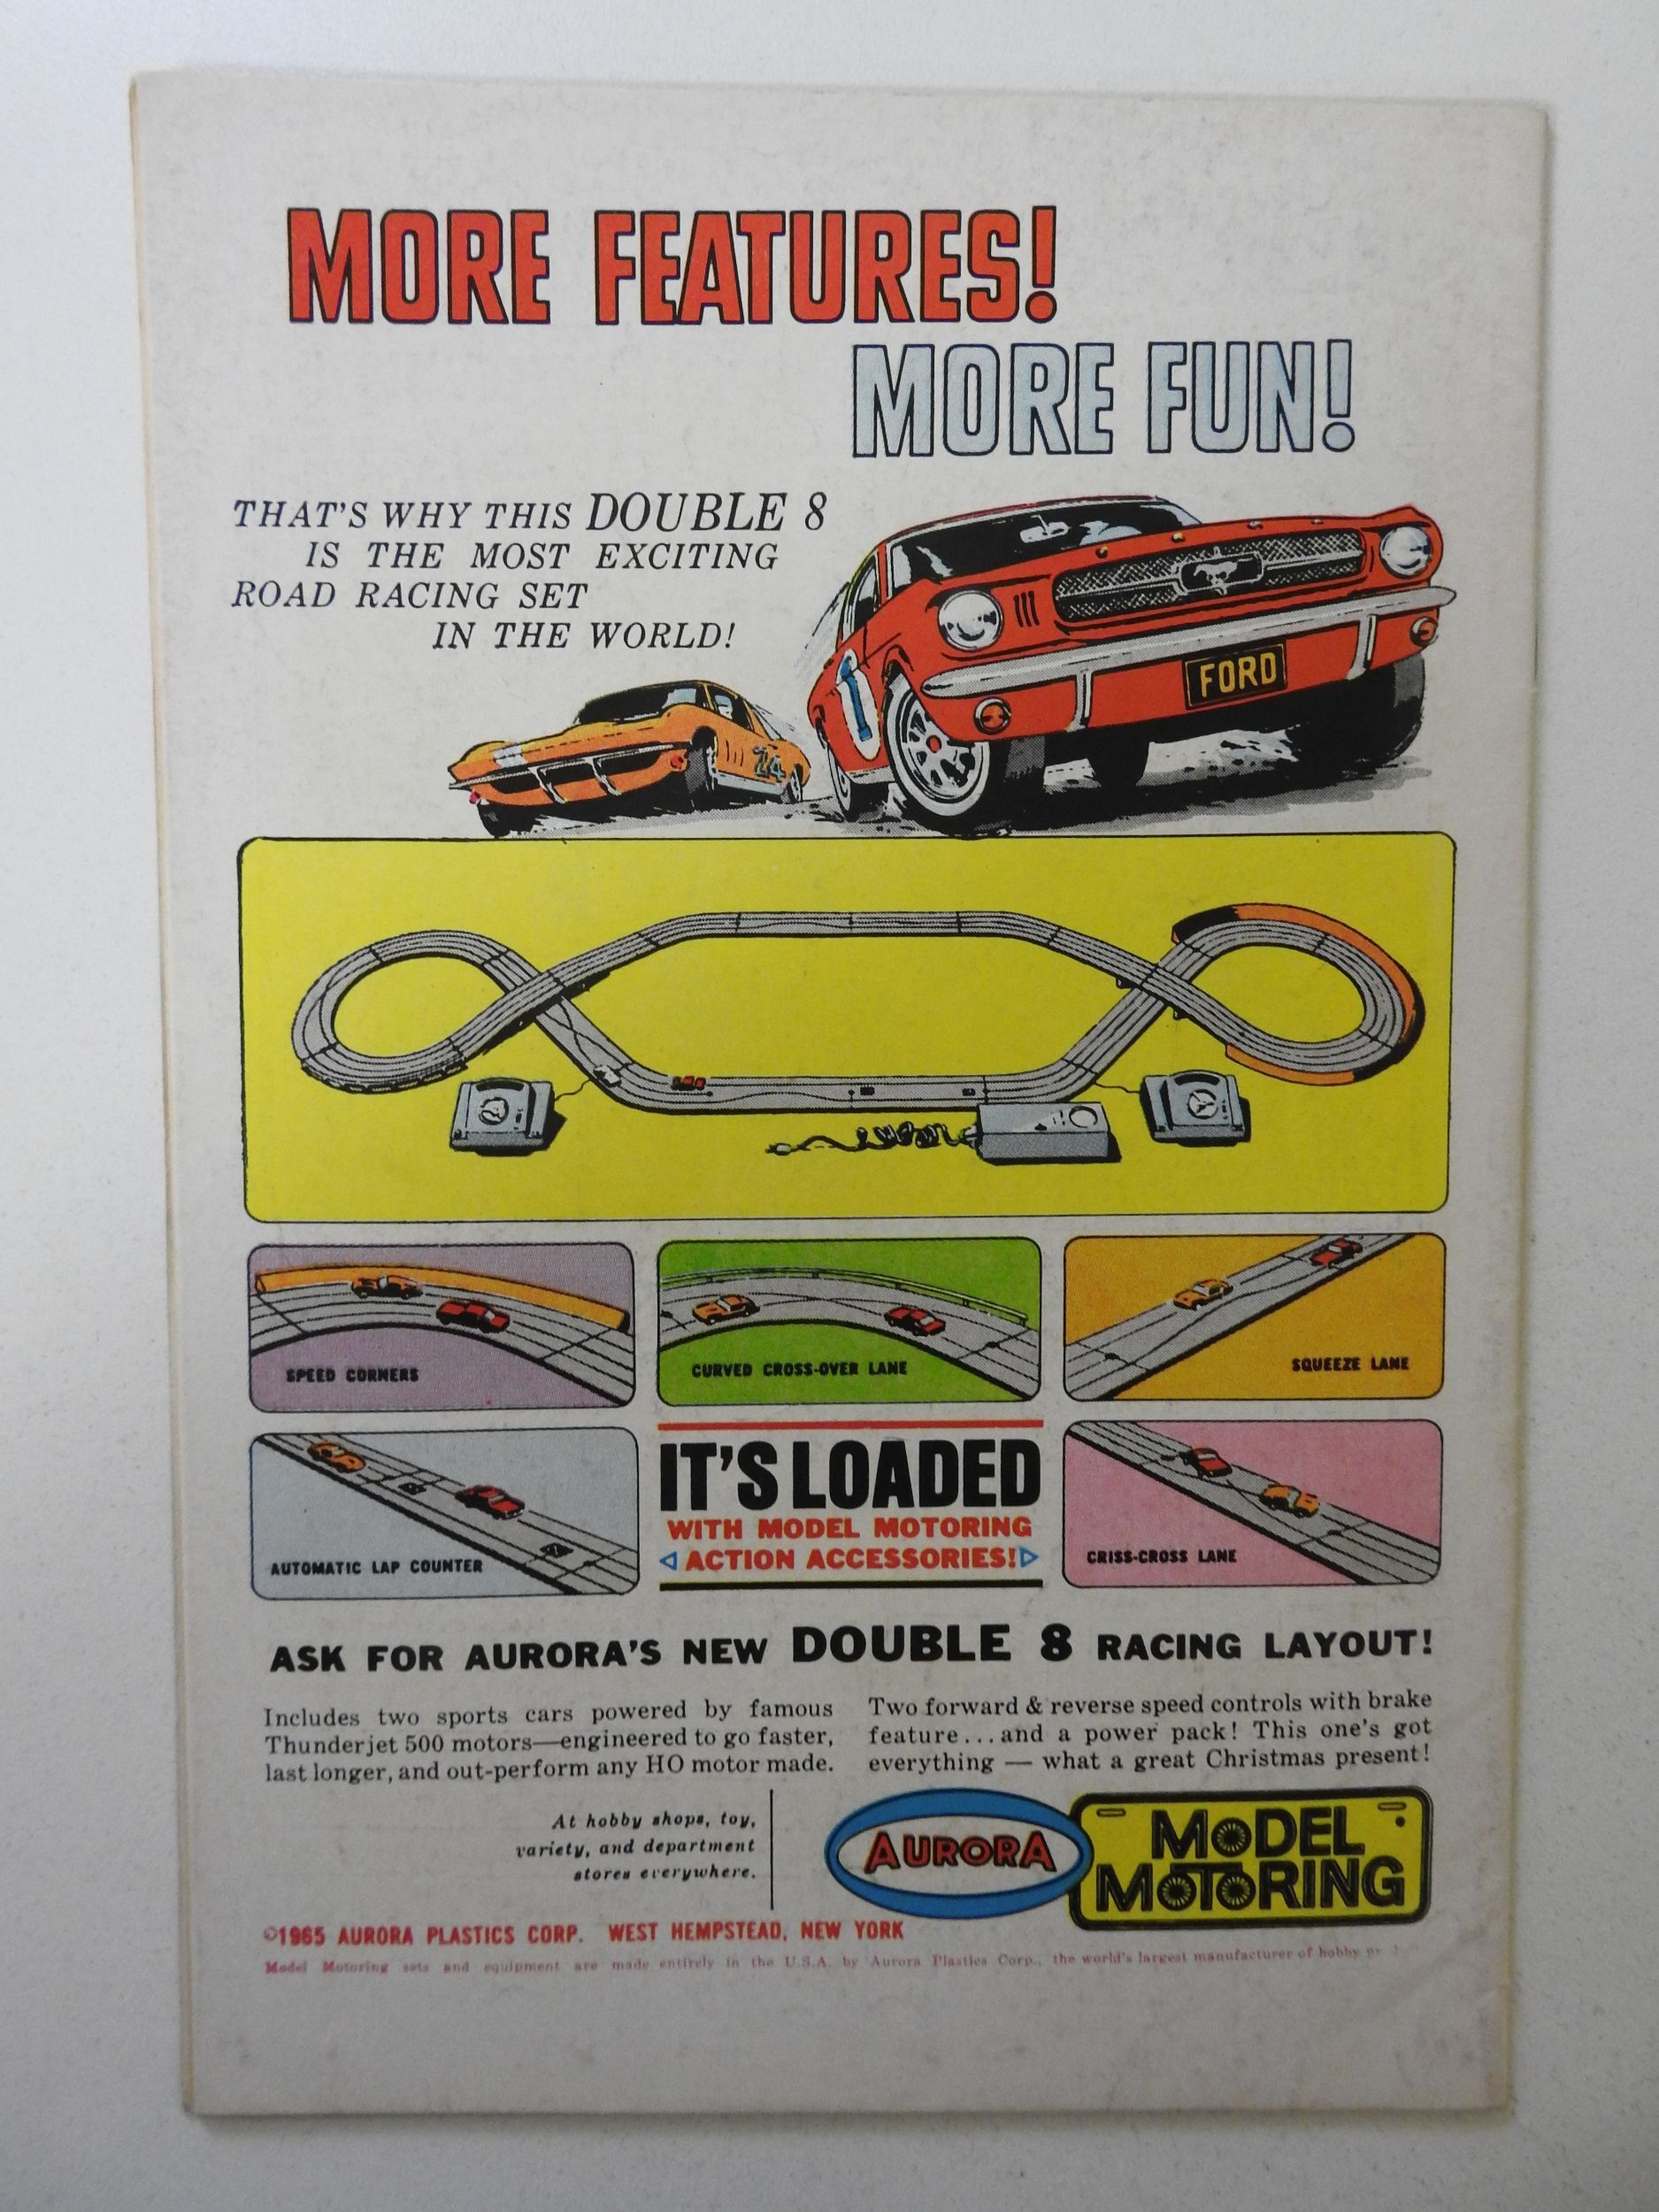 MORE FEATURES!
MORE FUN!
THAT'S WHY THIS DOUBLE 8
IS THE MOST EXCITING
ROAD RACING SET
IN THE WORLD!
FORD
1
24
SPEED CORNERS
CURVED CROSS-OVER LANE
SQUEEZE LANE
AUTOMATIC LAP COUNTER
IT'S LOADED
WITH MODEL MOTORING
ACTION ACCESSORIES!
CRISS-CROSS LANE
ASK FOR AURORA'S NEW DOUBLE 8 RACING LAYOUT!
Includes two sports cars powered by famous
Thunderjet 500 motors—engineered to go faster,
last longer, and out-perform any HO motor made.
Two forward & reverse speed controls with brake
feature...and a power pack! This one's got
everything — what a great Christmas present!
At hobby shops, toy,
variety, and department
stores everywhere.
AURORA
MODEL
MOTORING
©1965 AURORA PLASTICS CORP. WEST HEMPSTEAD, NEW YORK
Model Motoring sets and equipment are made entirely in the U.S.A. by Aurora Plastics Corp., the world's largest manufacturer of hobby